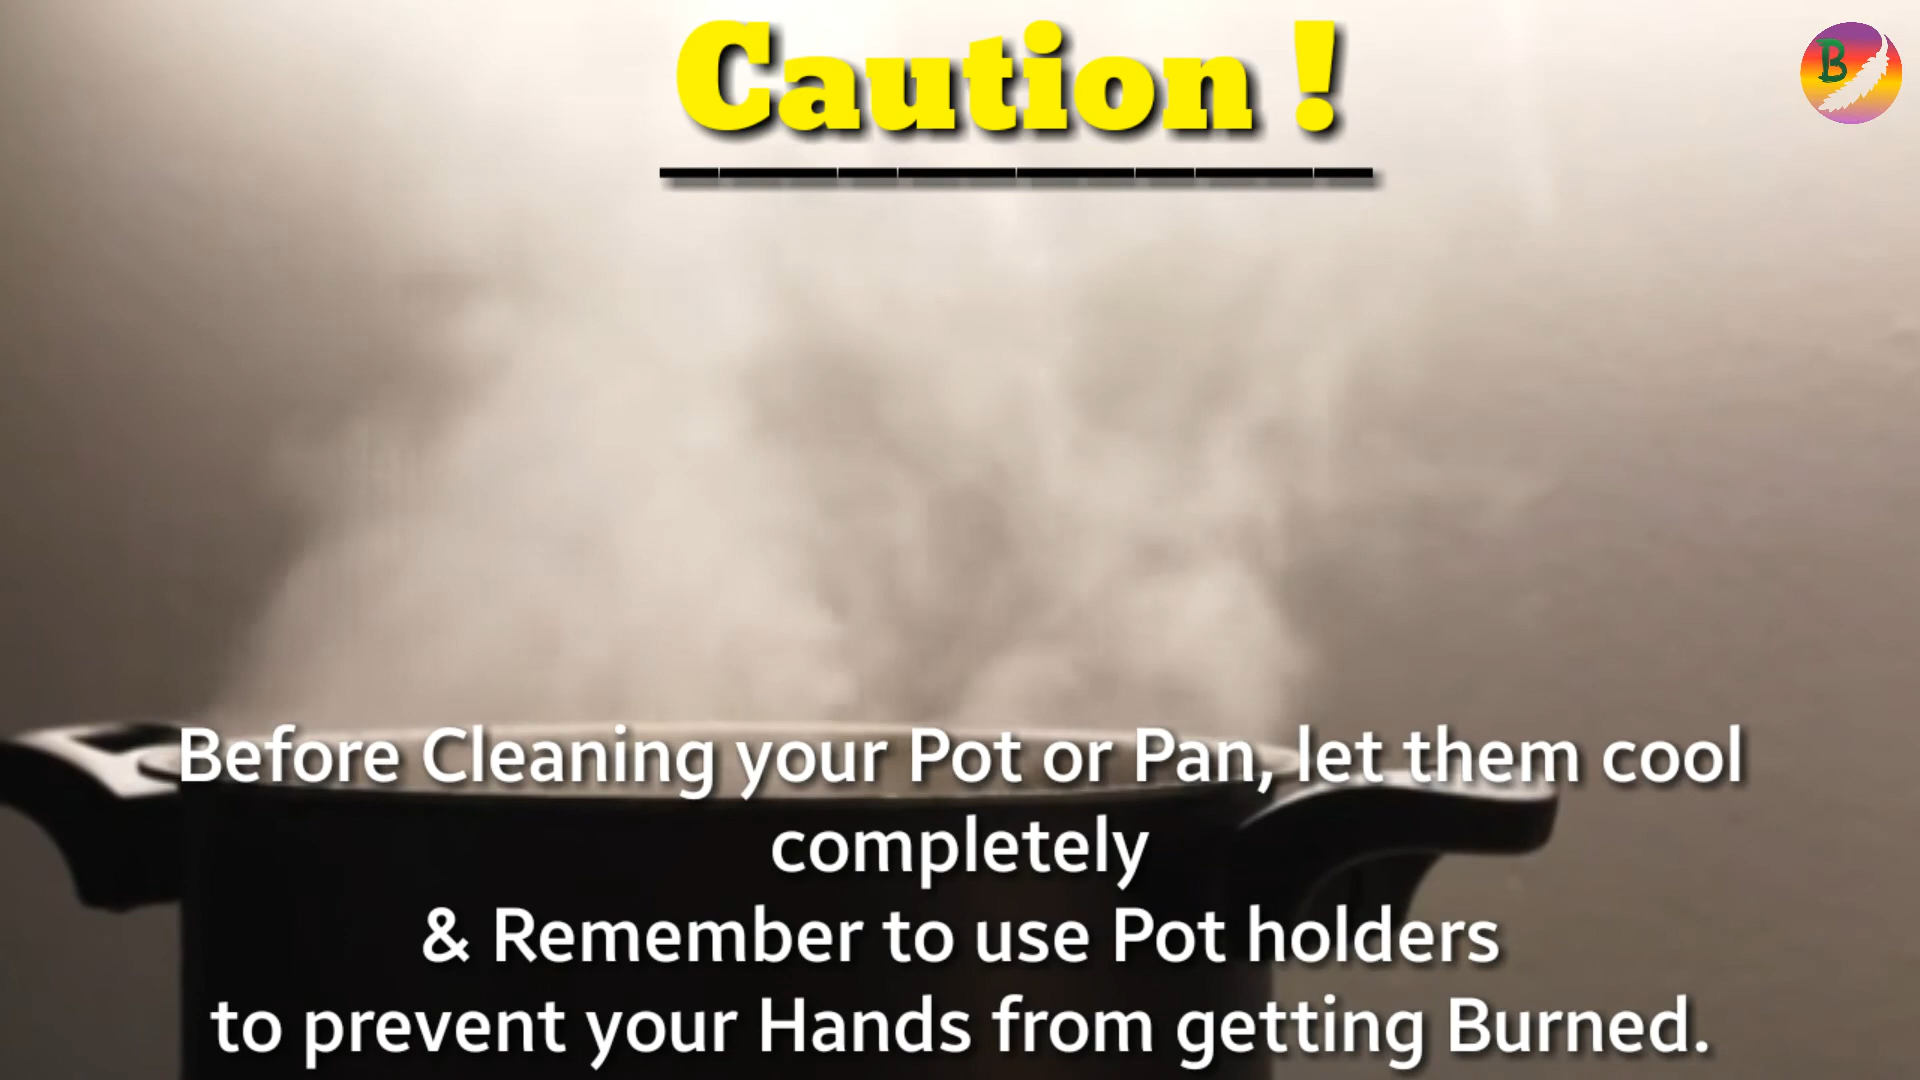 Caution !
B
Before Cleaning your Pot or Pan, let them cool
completely
& Remember to use Pot holders
to prevent your Hands from getting Burned.